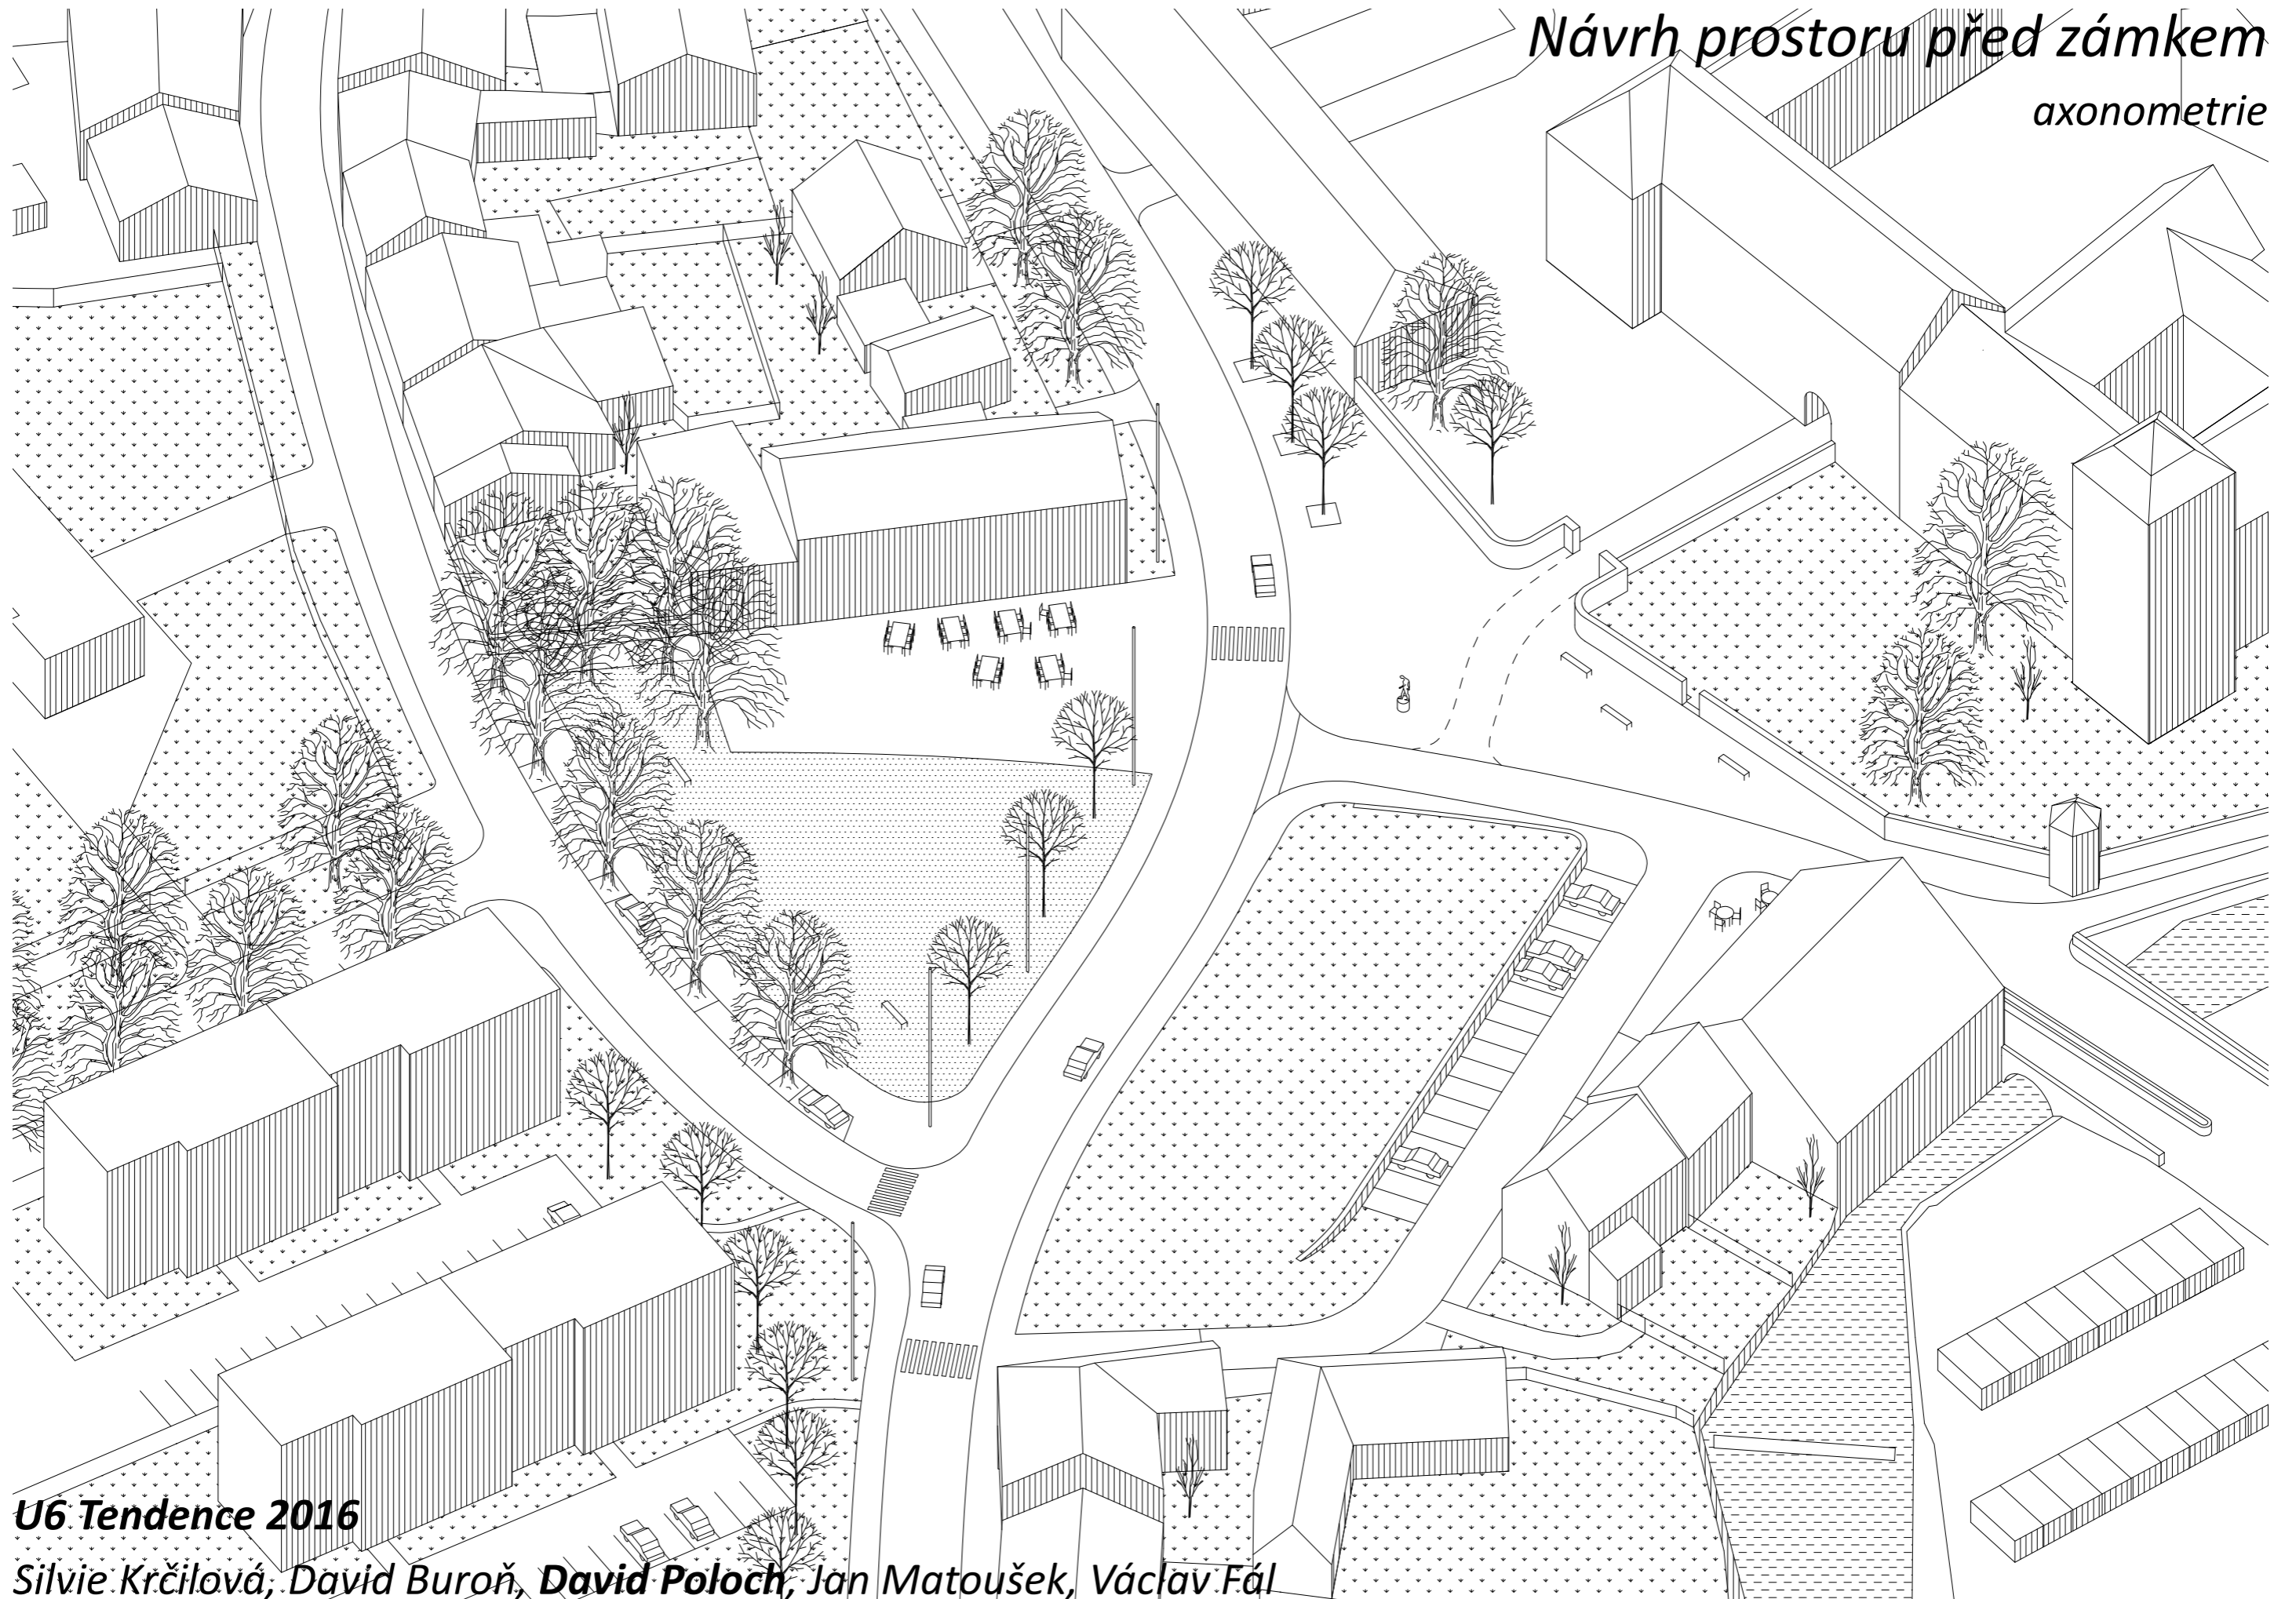 Návrh prostoru před zámkem
axonometrie
U6 Tendence 2016
Silvie Krčilová, David Buroň, David Poloch, Jan Matoušek, Václav Fál